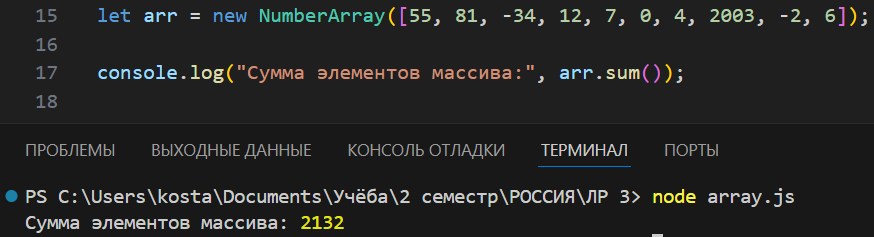 15 let arr = new NumberArray([55, 81, -34, 12, 7, 0, 4, 2003, -2, 6]);
16
17 console.log("Сумма элементов массива:", arr.sum());
18
ПРОБЛЕМЫ ВЫХОДНЫЕ ДАННЫЕ КОНСОЛЬ ОТЛАДКИ ТЕРМИНАЛ ПОРТЫ
PS C:\Users\kosta\Documents\Учёба\2 семестр\РОССИЯ\ЛР 3> node array.js
Сумма элементов массива: 2132